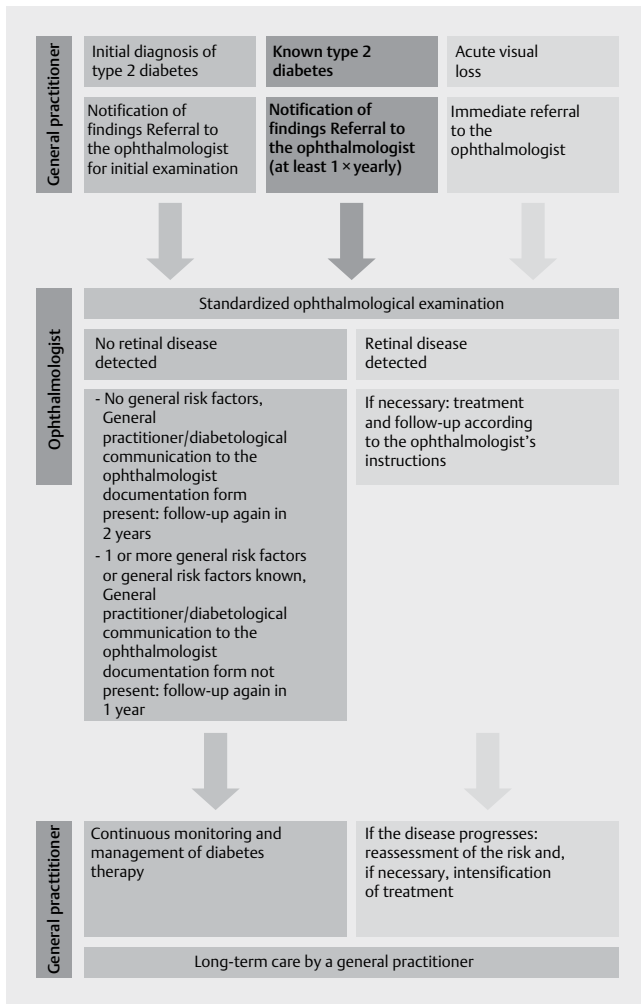 General practitioner
Initial diagnosis of
type 2 diabetes
Known type 2
diabetes
Acute visual
loss
Notification of
findings Referral to
the ophthalmologist
for initial examination
Notification of
findings Referral to
the ophthalmologist
(at least 1 × yearly)
Immediate referral
to the
ophthalmologist
Ophthalmologist
Standardized ophthalmological examination
No retinal disease
detected
Retinal disease
detected
- No general risk factors,
General
practitioner/diabetological
communication to the
ophthalmologist
documentation form
present: follow-up again in
2 years
- 1 or more general risk factors
or general risk factors known,
General
practitioner/diabetological
communication to the
ophthalmologist
documentation form not
present: follow-up again in
1 year
If necessary: treatment
and follow-up according
to the ophthalmologist's
instructions
General practtitioner
Continuous monitoring and
management of diabetes
therapy
If the disease progresses:
reassessment of the risk and,
if necessary, intensification
of treatment
Long-term care by a general practitioner